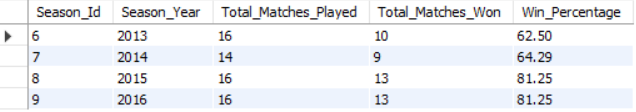 Season_Id Season_Year Total_Matches_Played Total_Matches_Won Win_Percentage
6 2013 16 10 62.50
7 2014 14 9 64.29
8 2015 16 13 81.25
9 2016 16 13 81.25